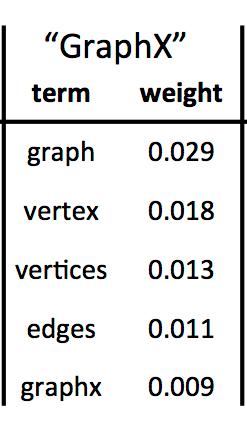 “GraphX”
term weight
graph 0.029
vertex 0.018
vertices 0.013
edges 0.011
graphx 0.009